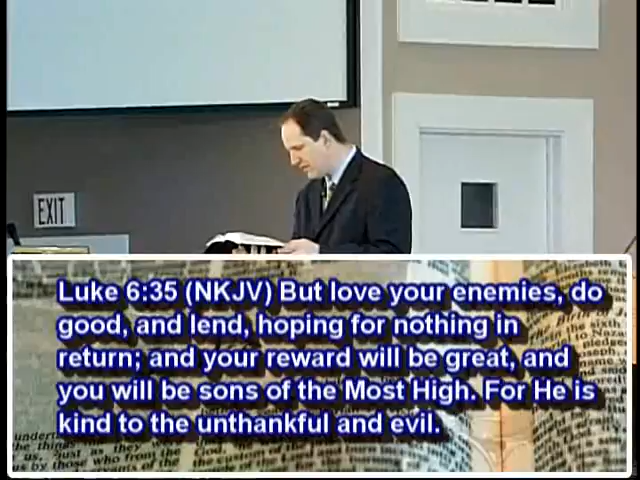 EXIT
Luke 6:35 (NKJV) But love your enemies, do
good, and lend, hoping for nothing in
return; and your reward will be great, and
you will be sons of the Most High. For He is
kind to the unthankful and evil.